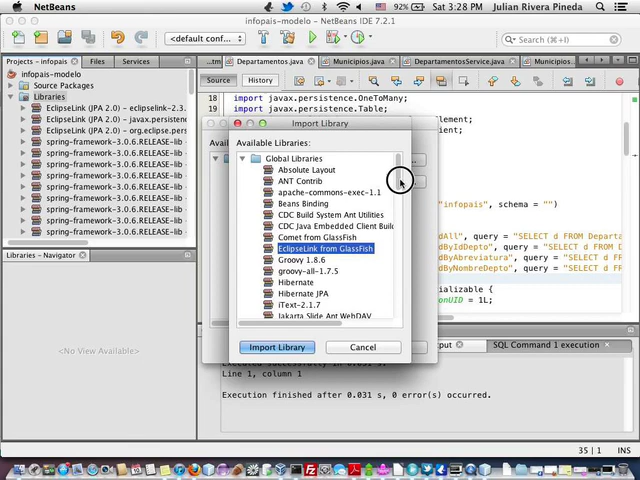 NetBeans
92%
Sat 3:28 PM
Julian Rivera Pineda
infopais-modelo - NetBeans IDE 7.2.1
<default conf...
Search (⌘+I)
Projects - infopais
Files
Services
...tm
Departamentos.java
Municipios.java
DepartamentosService.java
Municipios
infopais-modelo
Source Packages
Libraries
EclipseLink (JPA 2.0) - eclipselink-2.3.
EclipseLink (JPA 2.0) - javax.persisten
EclipseLink (JPA 2.0) - org.eclipse.pers
spring-framework-3.0.6.RELEASE-lib
spring-framework-3.0.6.RELEASE-lib
spring-framework-3.0.6.RELEASE-lib
spring-framework-3.0.6.RELEASE-lib
spring-framework-3.0.6.RELEASE-lib
spring-framework-3.0.6.RELEASE-lib
spring-framework-3.0.6.RELEASE-lib
spring-framework-3.0.6.RELEASE-lib
spring-framework-3.0.6.RELEASE-lib
Libraries - Navigator
<No View Available>
Source
History
18 import javax.persistence.OneToMany;
19 import javax.persistence.Table;
lement;
ient;
"infopais", schema = "")
dAll", query = "SELECT d FROM Departa
dByIdDepto", query = "SELECT d FROM D
dByAbreviatura", query = "SELECT d FR
dByNombreDepto", query = "SELECT d FR
ializable {
onUID = 1L;
Import Library
Available Libraries:
Global Libraries
Absolute Layout
ANT Contrib
apache-commons-exec-1.1
Beans Binding
CDC Build System Ant Utilities
CDC Java Embedded Client Buil
Comet from GlassFish
EclipseLink from GlassFish
Groovy 1.8.6
groovy-all-1.7.5
Hibernate
Hibernate JPA
iText-2.1.7
Jakarta Slide Ant WebDAV
Import Library
Cancel
put
SQL Command 1 execution
Line 1, column 1
Execution finished after 0.031 s, 0 error(s) occurred.
35 | 1
INS